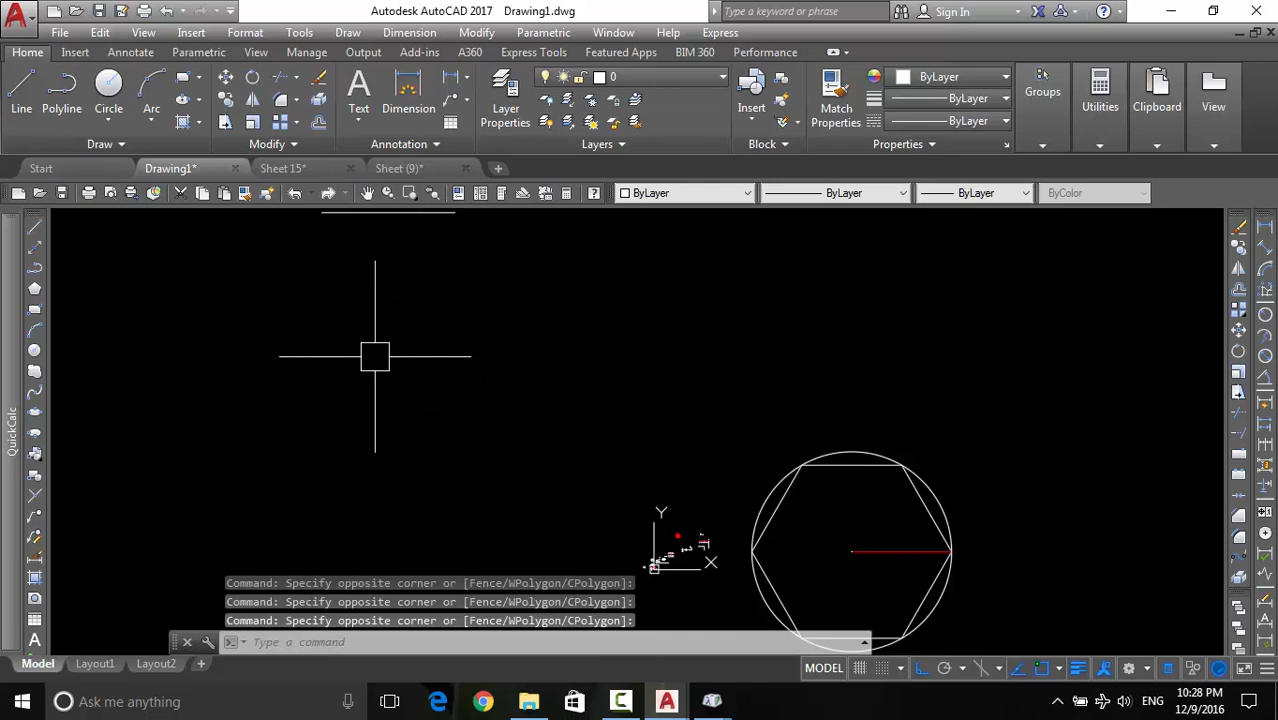 Autodesk AutoCAD 2017 Drawing1.dwg
Type a keyword or phrase
Sign In
File Edit View Insert Format Tools Draw Dimension Modify Parametric Window Help Express
Home Insert Annotate Parametric View Manage Output Add-ins A360 Express Tools Featured Apps BIM 360 Performance
Line Polyline Circle Arc
Text Dimension
Layer
Properties
0
Insert
Match
Properties
ByLayer
ByLayer
ByLayer
Groups
Utilities
Clipboard
View
Draw Modify Annotation Layers Block Properties
Start Drawing1* Sheet 15* Sheet (9)*
ByLayer ByLayer ByLayer ByColor
QuickCalc
Y
X
Command: Specify opposite corner or [Fence/WPolygon/CPolygon]:
Command: Specify opposite corner or [Fence/WPolygon/CPolygon]:
Command: Specify opposite corner or [Fence/WPolygon/CPolygon]:
Type a command
Model Layout1 Layout2
MODEL
Ask me anything
ENG
10:28 PM
12/9/2016